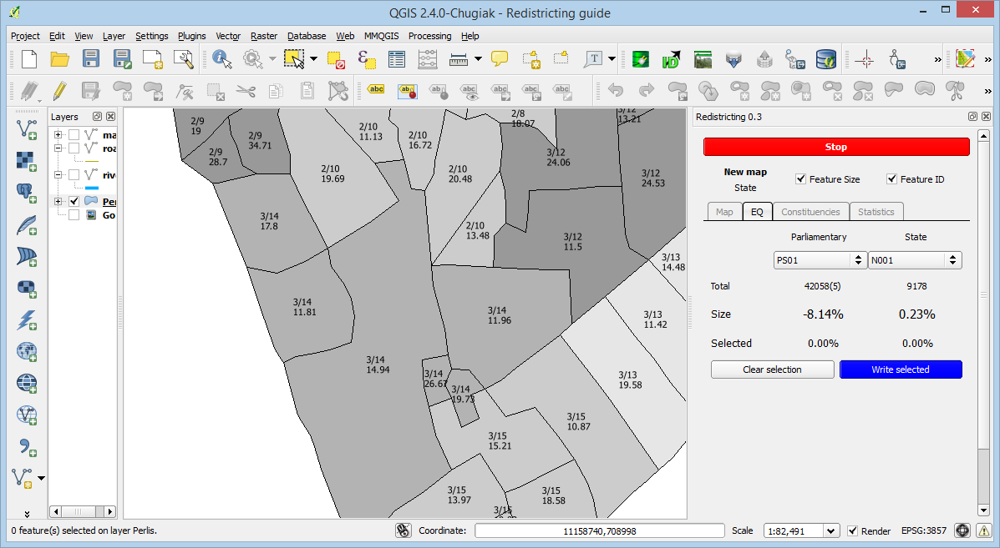 QGIS 2.4.0-Chugiak - Redistricting guide
Project Edit View Layer Settings Plugins Vector Raster Database Web MMQGIS Processing Help
Layers
ma
roa
rive
Per
Go
2/9
19
2/9
34.71
2/9
28.7
2/10
11.13
2/10
16.72
2/8
18.07
3/12
13.21
2/10
19.69
2/10
20.48
3/12
24.06
3/12
24.53
3/14
17.8
2/10
13.48
3/12
11.5
3/13
14.48
3/14
11.81
3/14
11.96
3/13
11.42
3/14
14.94
3/14
26.67
3/14
19.73
3/13
19.58
3/15
10.87
3/15
15.21
3/15
13.97
3/15
18.58
3/15
Redistricting 0.3
Stop
New map
State
Feature Size
Feature ID
Map EQ Constituencies Statistics
Parliamentary State
PS01 N001
Total 42058(5) 9178
Size -8.14% 0.23%
Selected 0.00% 0.00%
Clear selection Write selected
0 feature(s) selected on layer Perlis.
Coordinate: 11158740,708998 Scale 1:82,491 Render EPSG:3857